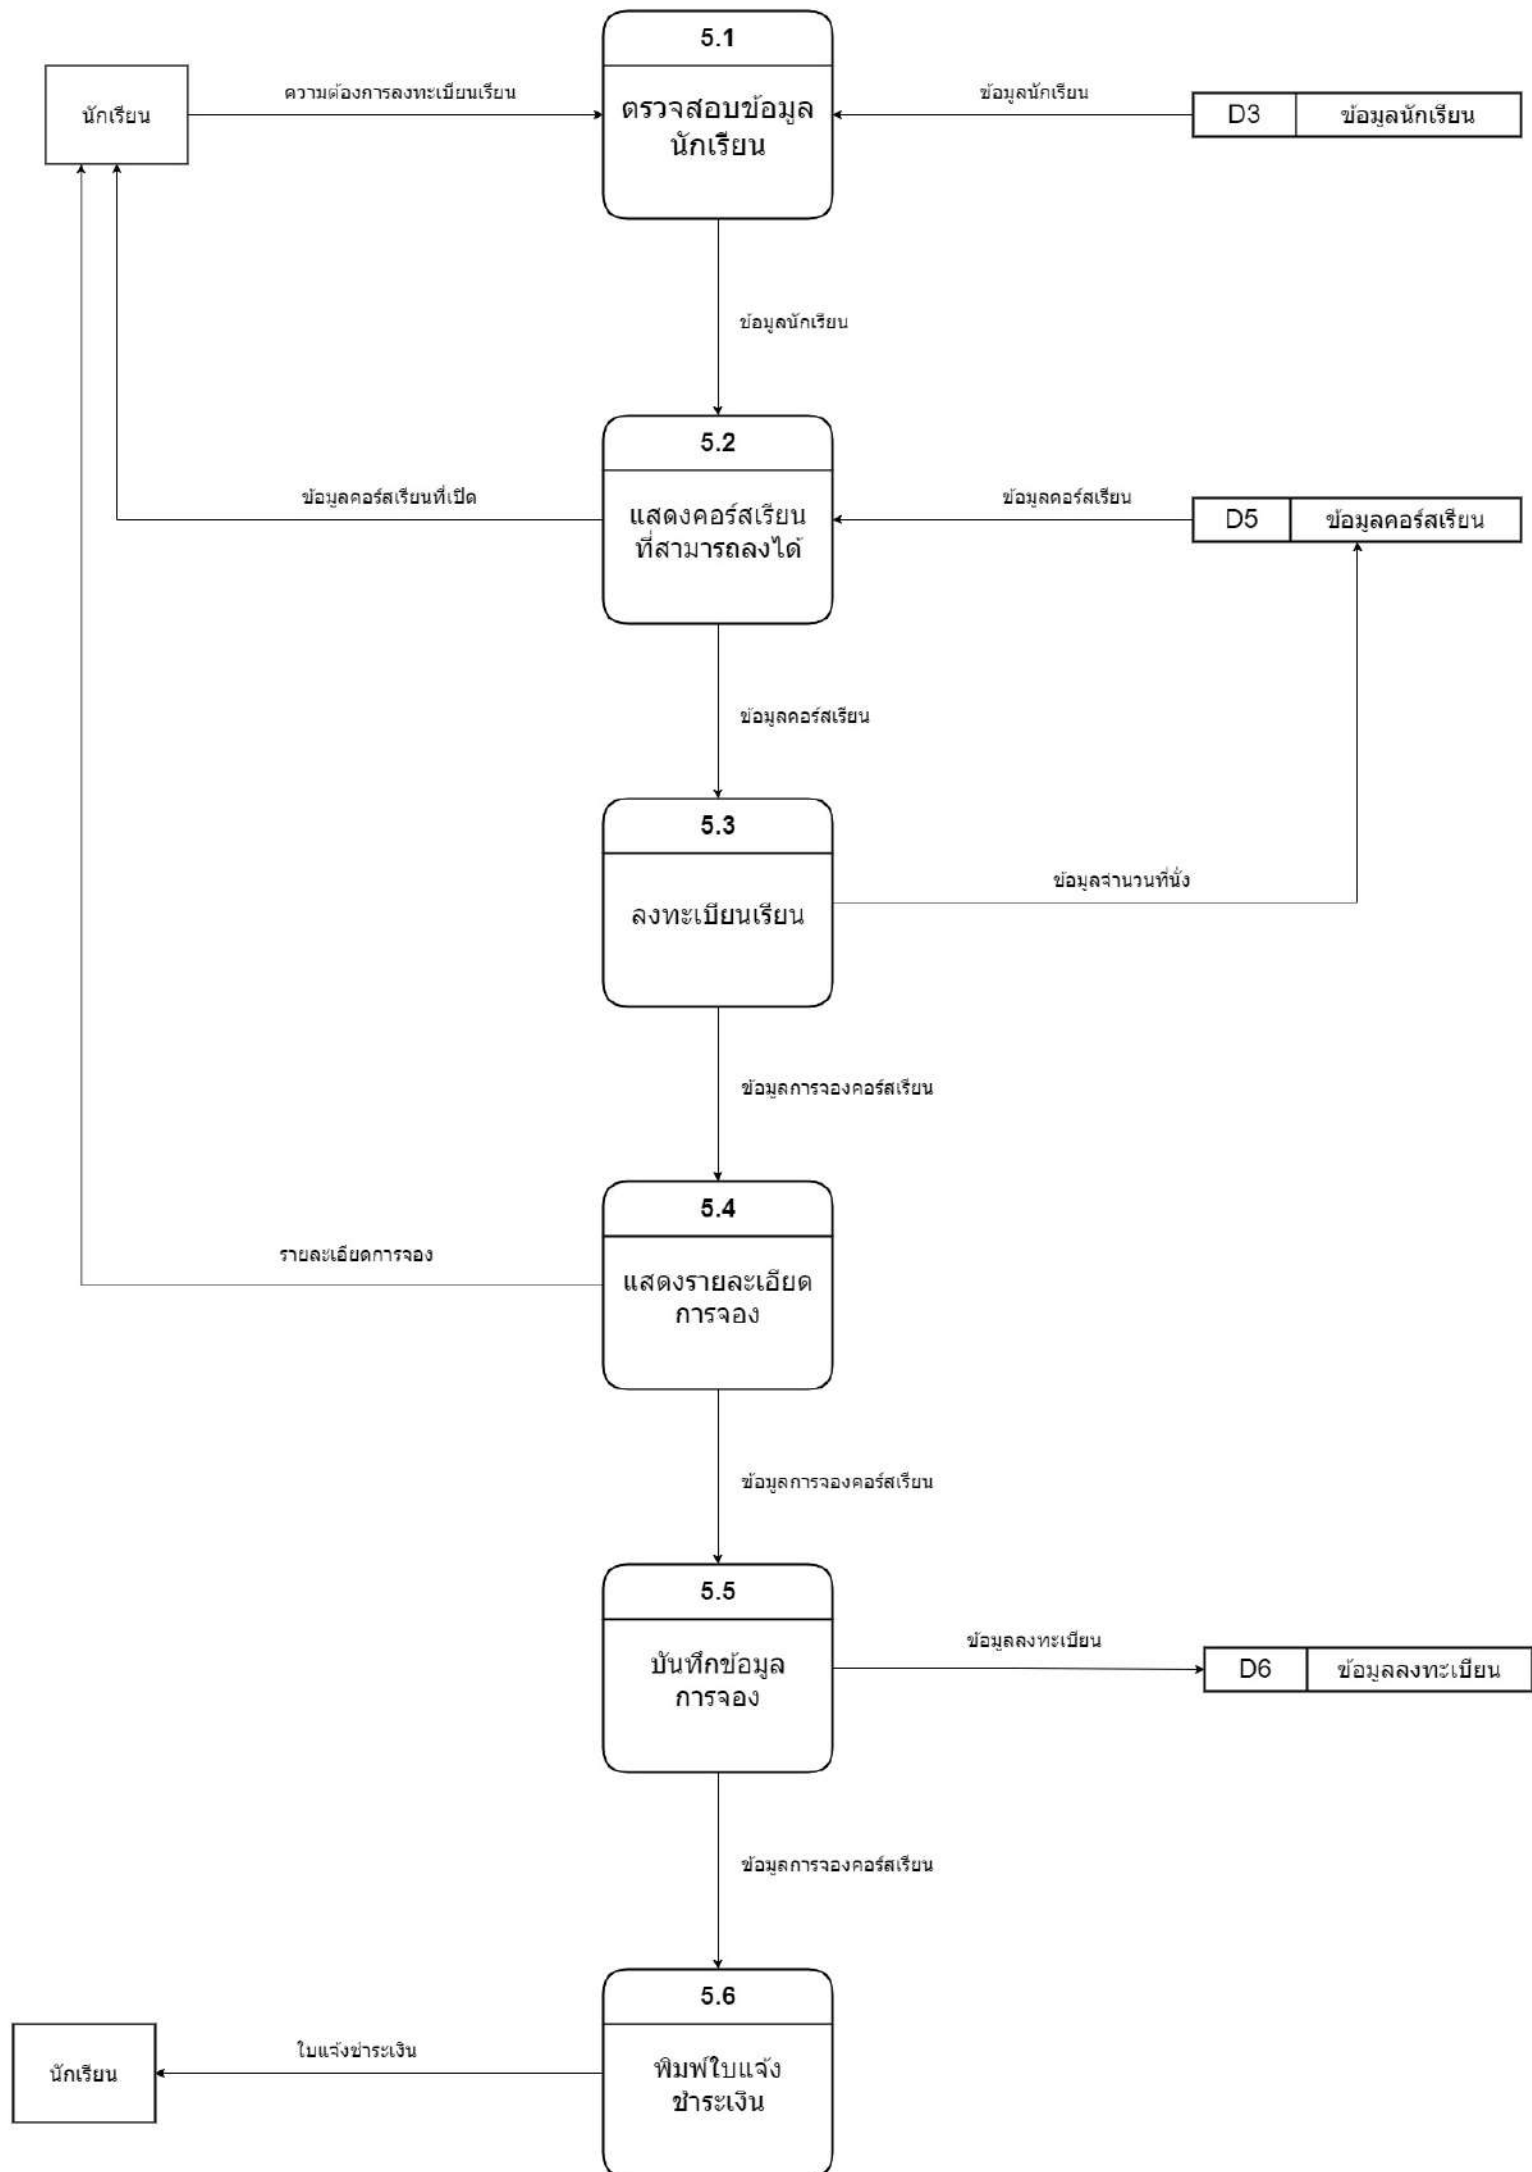 5.1
นักเรียน
ความต้องการลงทะเบียนเรียน
ตรวจสอบข้อมูล
นักเรียน
ข้อมูลนักเรียน
D3
ข้อมูลนักเรียน
ข้อมูลนักเรียน
5.2
ข้อมูลคอร์สเรียนที่เปิด
แสดงคอร์สเรียน
ที่สามารถลงได้
ข้อมูลคอร์สเรียน
D5
ข้อมูลคอร์สเรียน
ข้อมูลคอร์สเรียน
5.3
ลงทะเบียนเรียน
ข้อมูลจำนวนที่นั่ง
ข้อมูลการจองคอร์สเรียน
5.4
รายละเอียดการจอง
แสดงรายละเอียด
การจอง
ข้อมูลการจองคอร์สเรียน
5.5
บันทึกข้อมูล
การจอง
ข้อมูลลงทะเบียน
D6
ข้อมูลลงทะเบียน
ข้อมูลการจองคอร์สเรียน
5.6
นักเรียน
ใบแจ้งชำระเงิน
พิมพ์ใบแจ้ง
ชำระเงิน